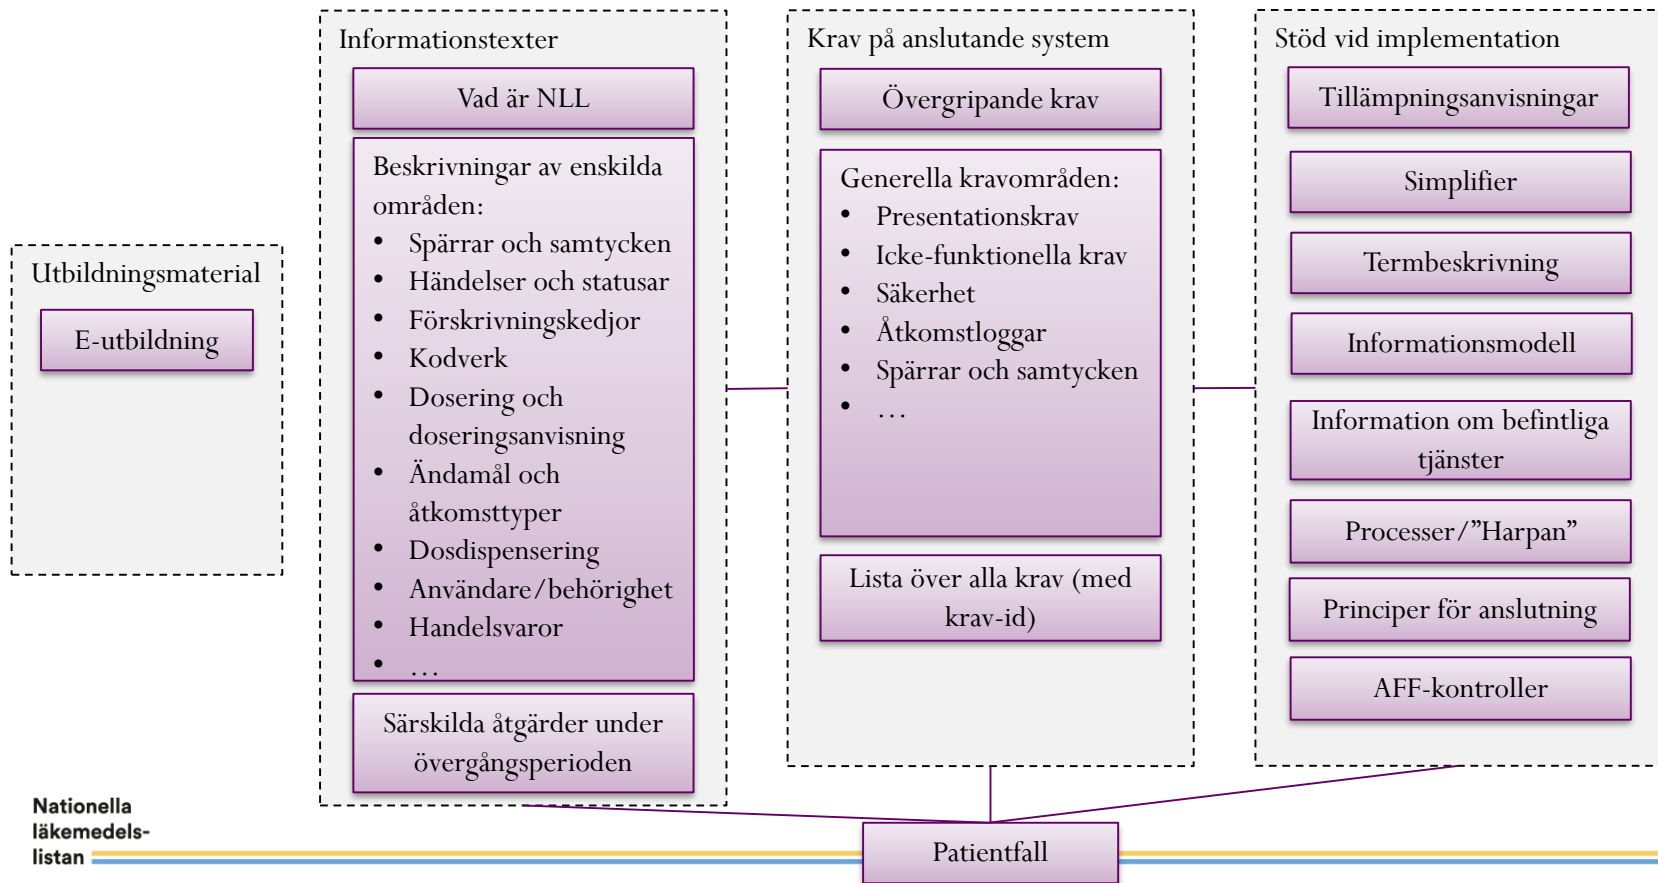 Utbildningsmaterial
E-utbildning
Informationstexter
Vad är NLL
Beskrivningar av enskilda
områden:
• Spärrar och samtycken
• Händelser och statusar
• Förskrivningskedjor
• Kodverk
• Dosering och
doseringsanvisning
• Ändamål och
åtkomsttyper
• Dosdispensering
• Användare/behörighet
• Handelsvaror
• …
Särskilda åtgärder under
övergångsperioden
Krav på anslutande system
Övergripande krav
Generella kravområden:
• Presentationskrav
• Icke-funktionella krav
• Säkerhet
• Åtkomstloggar
• Spärrar och samtycken
• …
Lista över alla krav (med
krav-id)
Stöd vid implementation
Tillämpningsanvisningar
Simplifier
Termbeskrivning
Informationsmodell
Information om befintliga
tjänster
Processer/”Harpan”
Principer för anslutning
AFF-kontroller
Patientfall
Nationella
läkemedels-
listan